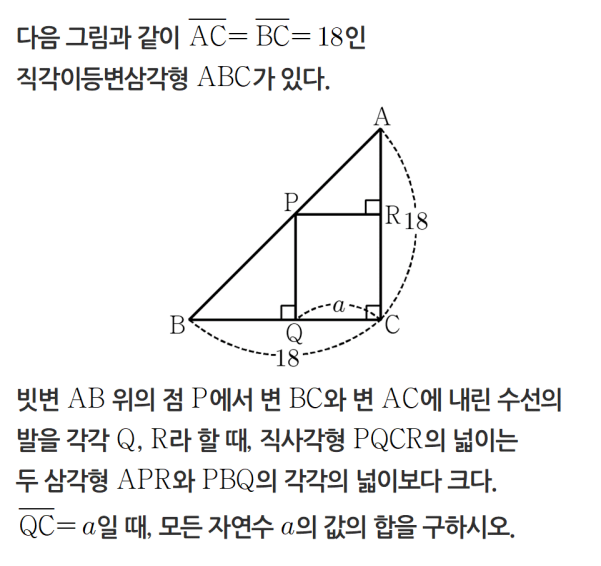 다음 그림과 같이 \overline{AC}=\overline{BC}=18인
직각이등변삼각형 ABC가 있다.
A
P
R
18
a
B
Q
C
18
빗변 AB 위의 점 P에서 변 BC와 변 AC에 내린 수선의
발을 각각 Q, R라 할 때, 직사각형 PQCR의 넓이는
두 삼각형 APR와 PBQ의 각각의 넓이보다 크다.
\overline{QC}=a일 때, 모든 자연수 a의 값의 합을 구하시오.